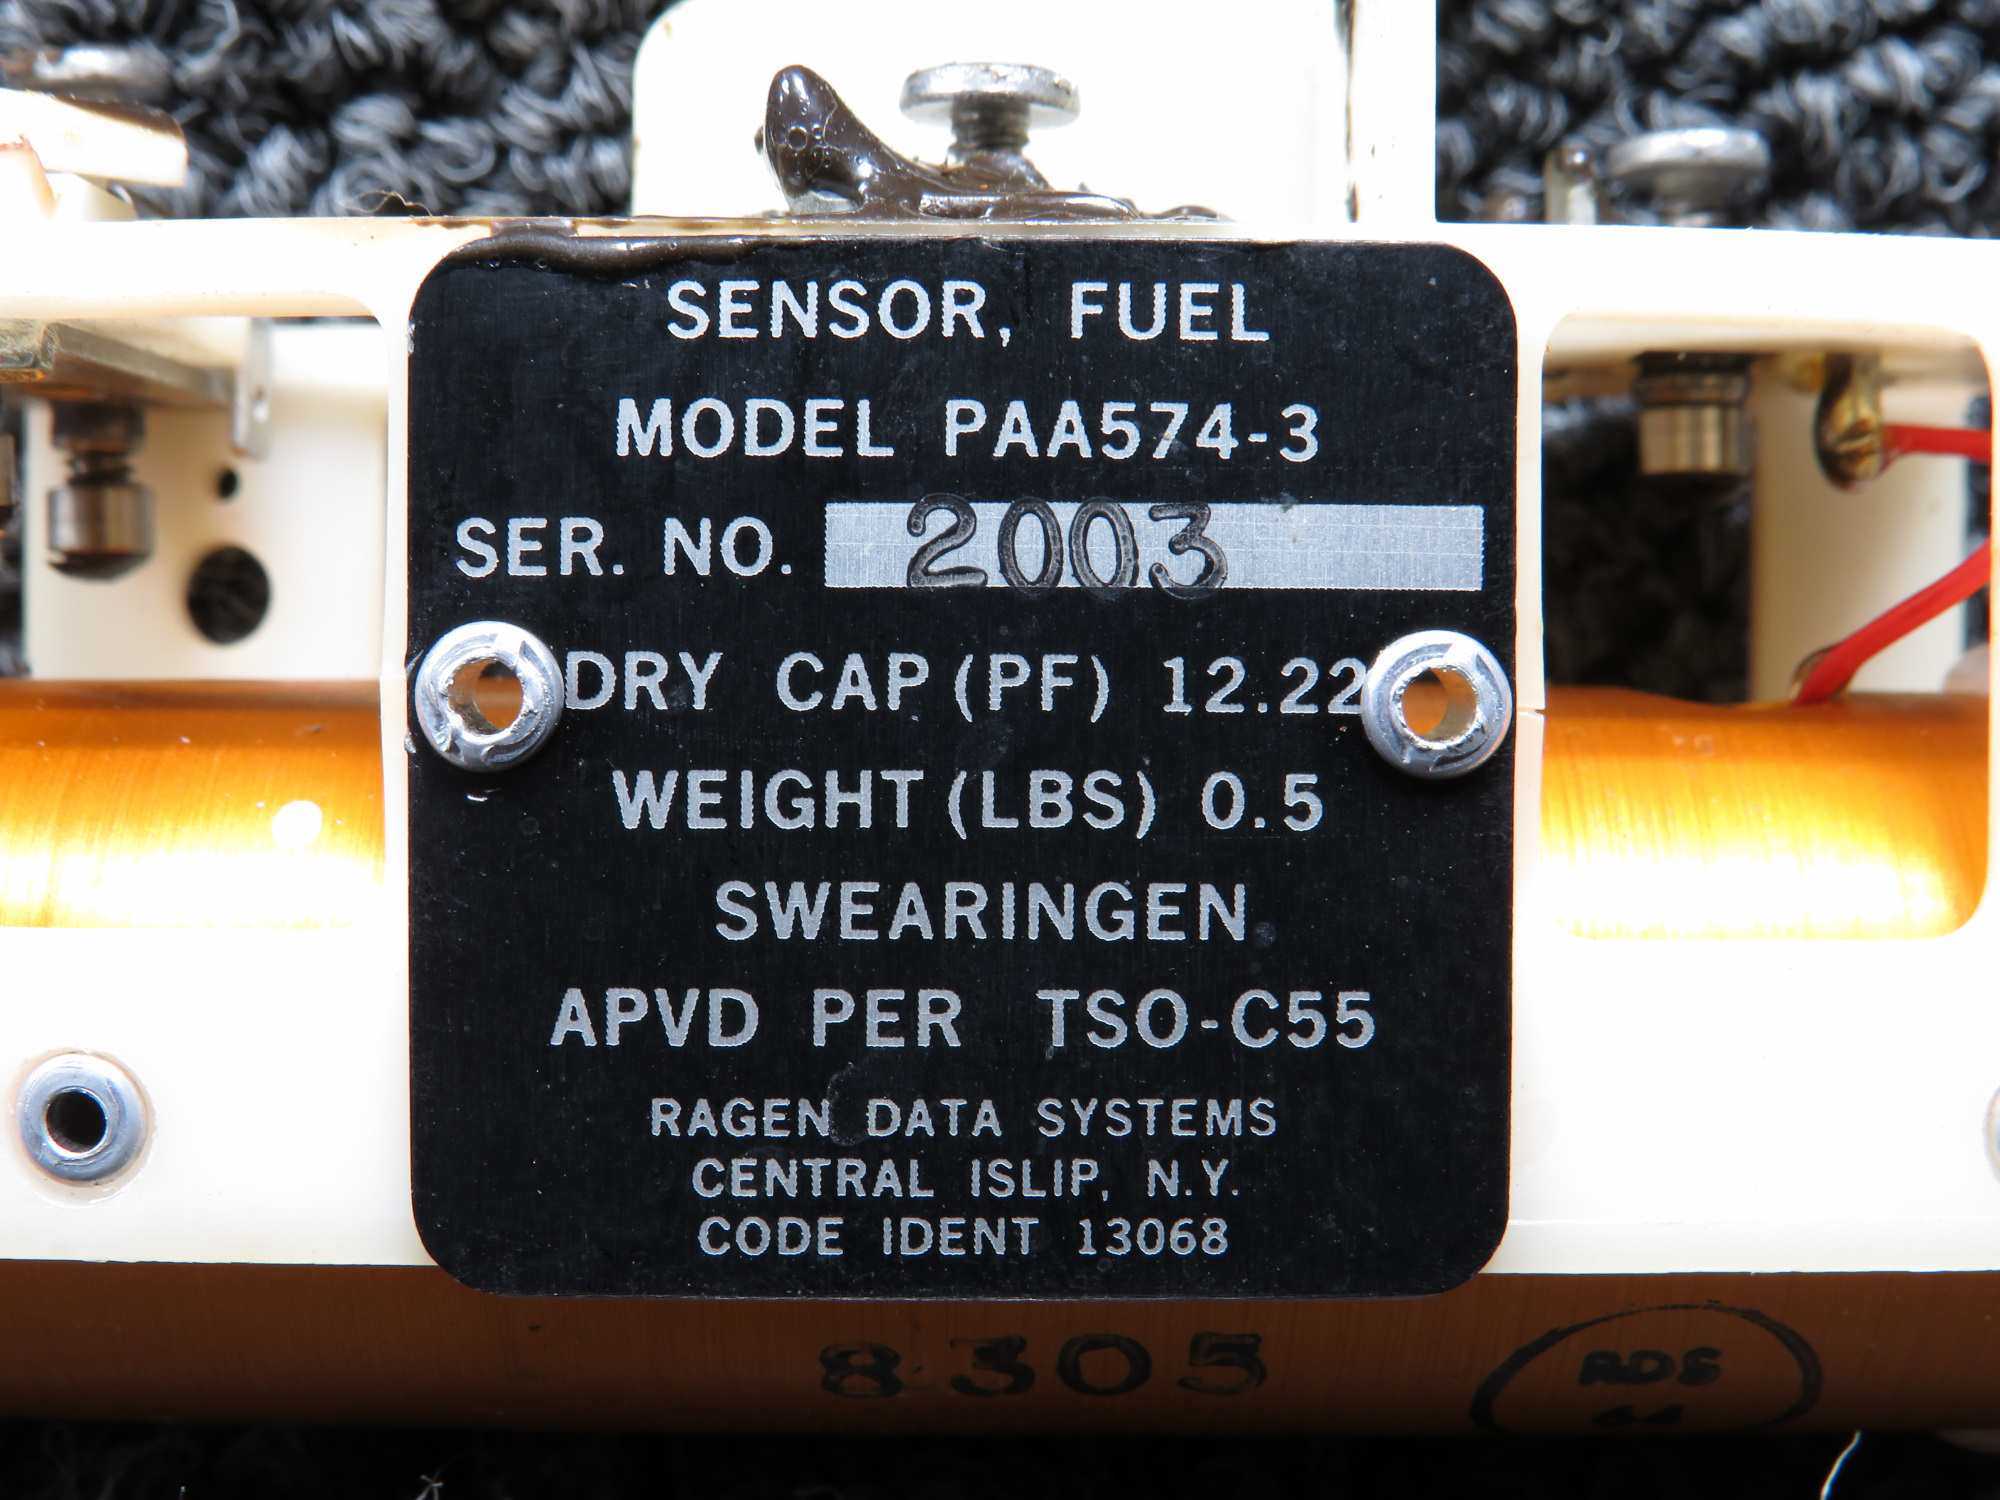 SENSOR, FUEL
MODEL PAA574-3
SER. NO. 2003
DRY CAP (PF) 12.22
WEIGHT (LBS) 0.5
SWEARINGEN
APVD PER TSO-C55
RAGEN DATA SYSTEMS
CENTRAL ISLIP, N.Y.
CODE IDENT 13068
8305
RDS